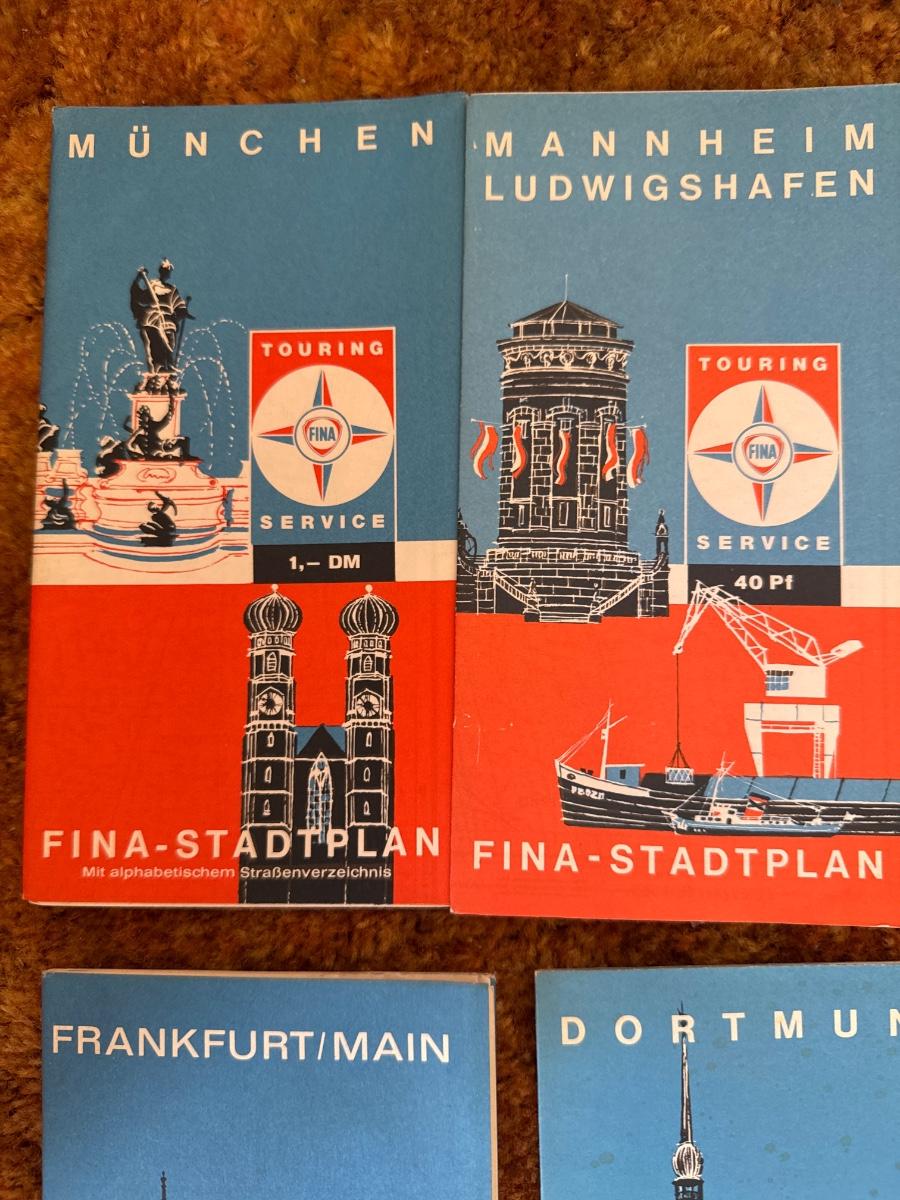 MÜNCHEN
TOURING
FINA
SERVICE
1,– DM
FINA-STADTPLAN
Mit alphabetischem Straßenverzeichnis
MANNHEIM
LUDWIGSHAFEN
TOURING
FINA
SERVICE
40 Pf
FINA-STADTPLAN
FRANKFURT/MAIN
DORTMUN